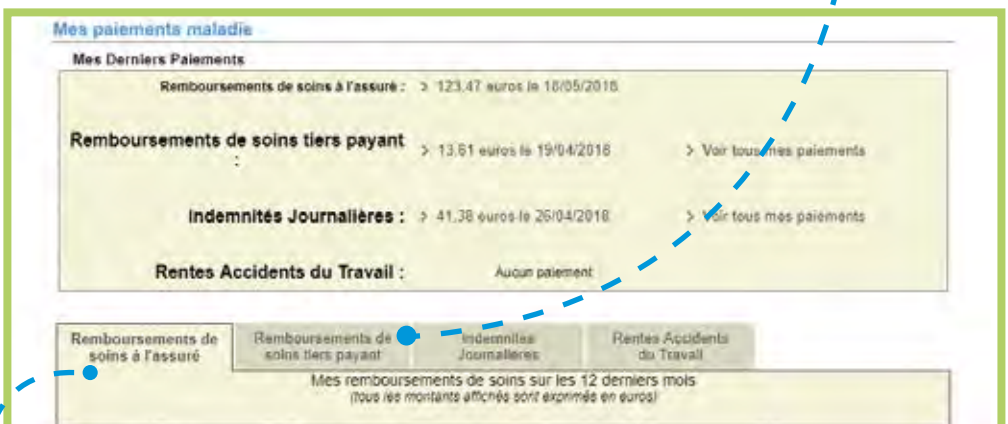 Mes paiements maladie
Mes Derniers Paiements
Remboursements de soins à l'assuré : > 123,47 euros le 18/05/2018
Remboursements de soins tiers payant : > 13,61 euros le 19/04/2018 > Voir tous mes paiements
Indemnités Journalières : > 41,38 euros le 26/04/2018 > Voir tous mes paiements
Rentes Accidents du Travail : Aucun paiement
Remboursements de soins à l'assuré
Remboursements de soins tiers payant
Indemnités Journalières
Rentes Accidents du Travail
Mes remboursements de soins sur les 12 derniers mois
(tous les montants affichés sont exprimés en euros)